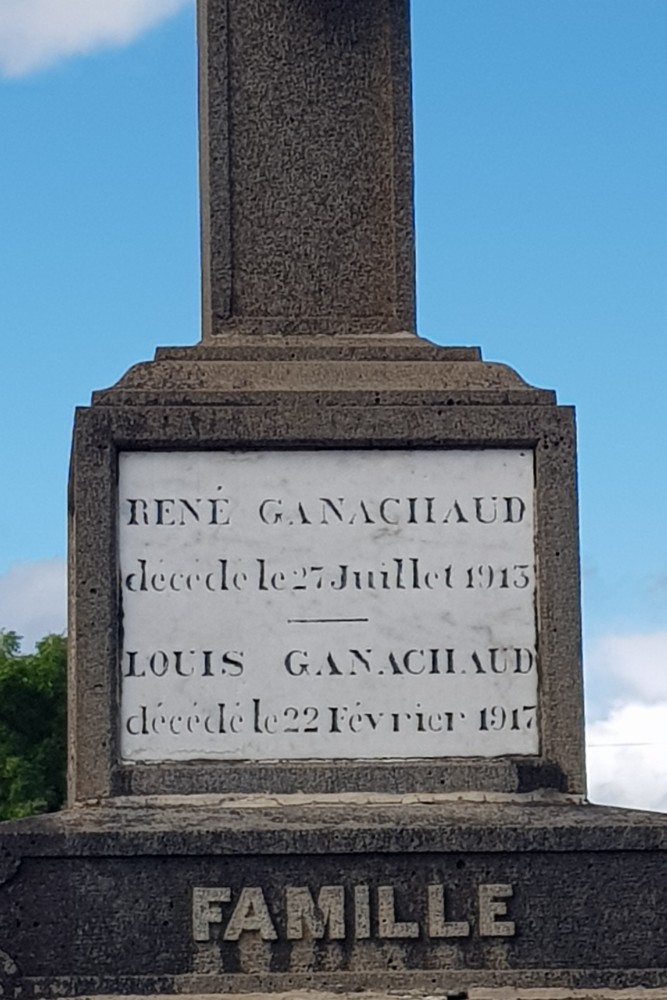 RENÉ GANACHAUD
décédé le 27 Juillet 1913
LOUIS GANACHAUD
décédé le 22 Février 1917
FAMILLE